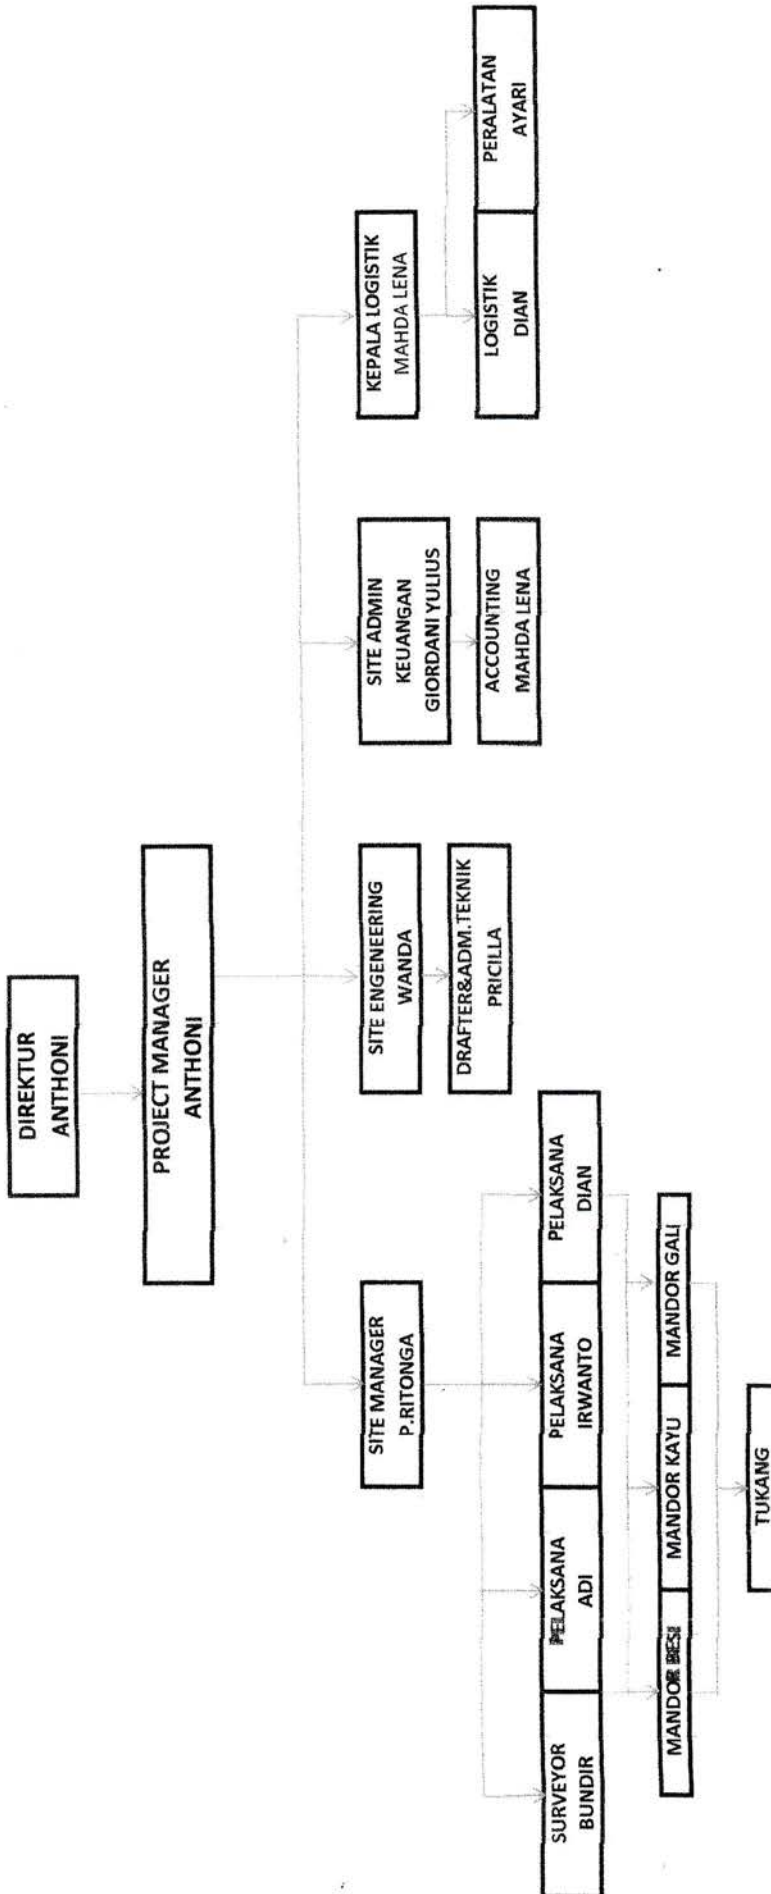 DIREKTUR
ANTHONI
PROJECT MANAGER
ANTHONI
SITE MANAGER
P.RITONGA
SITE ENGENEERING
WANDA
SITE ADMIN
KEUANGAN
GIORDANI YULIUS
KEPALA LOGISTIK
MAHDA LENA
DRAFTER&ADM.TEKNIK
PRICILLA
ACCOUNTING
MAHDA LENA
LOGISTIK
DIAN
PERALATAN
AYARI
SURVEYOR
BUNDIR
PELAKSANA
ADI
PELAKSANA
IRWANTO
PELAKSANA
DIAN
MANDOR BESI
MANDOR KAYU
MANDOR GALI
TUKANG